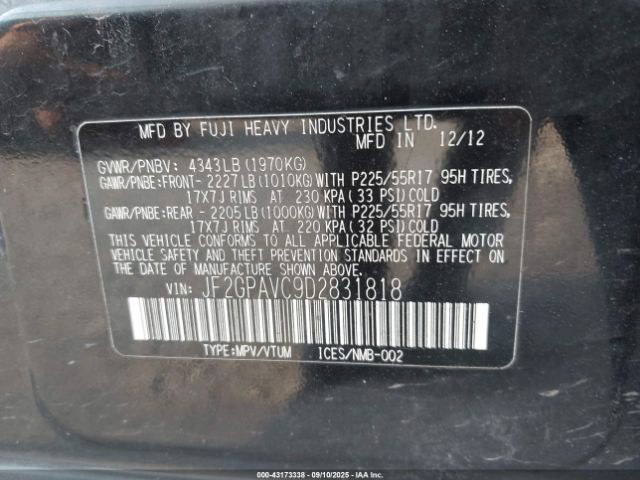 MFD BY FUJI HEAVY INDUSTRIES LTD.
MFD IN 12/12
GVWR/PNBV: 4343LB(1970KG)
GAWR/PNBE:FRONT-2227LB(1010KG)WITH P225/55R17 95H TIRES,
17X7J RIMS AT 230 KPA(33 PSI)COLD
GAWR/PNBE:REAR -2205LB(1000KG)WITH P225/55R17 95H TIRES,
17X7J RIMS AT 220 KPA(32 PSI)COLD
THIS VEHICLE CONFORMS TO ALL APPLICABLE FEDERAL MOTOR
VEHICLE SAFETY AND THEFT PREVENTION STANDARDS IN EFFECT
ON THE DATE OF MANUFACTURE SHOWN ABOVE.
VIN: JF2GPAVC9D2831818
TYPE:MPV/VTUM ICES/NMB-002
000-43173338 - 09/10/2025 - COPART